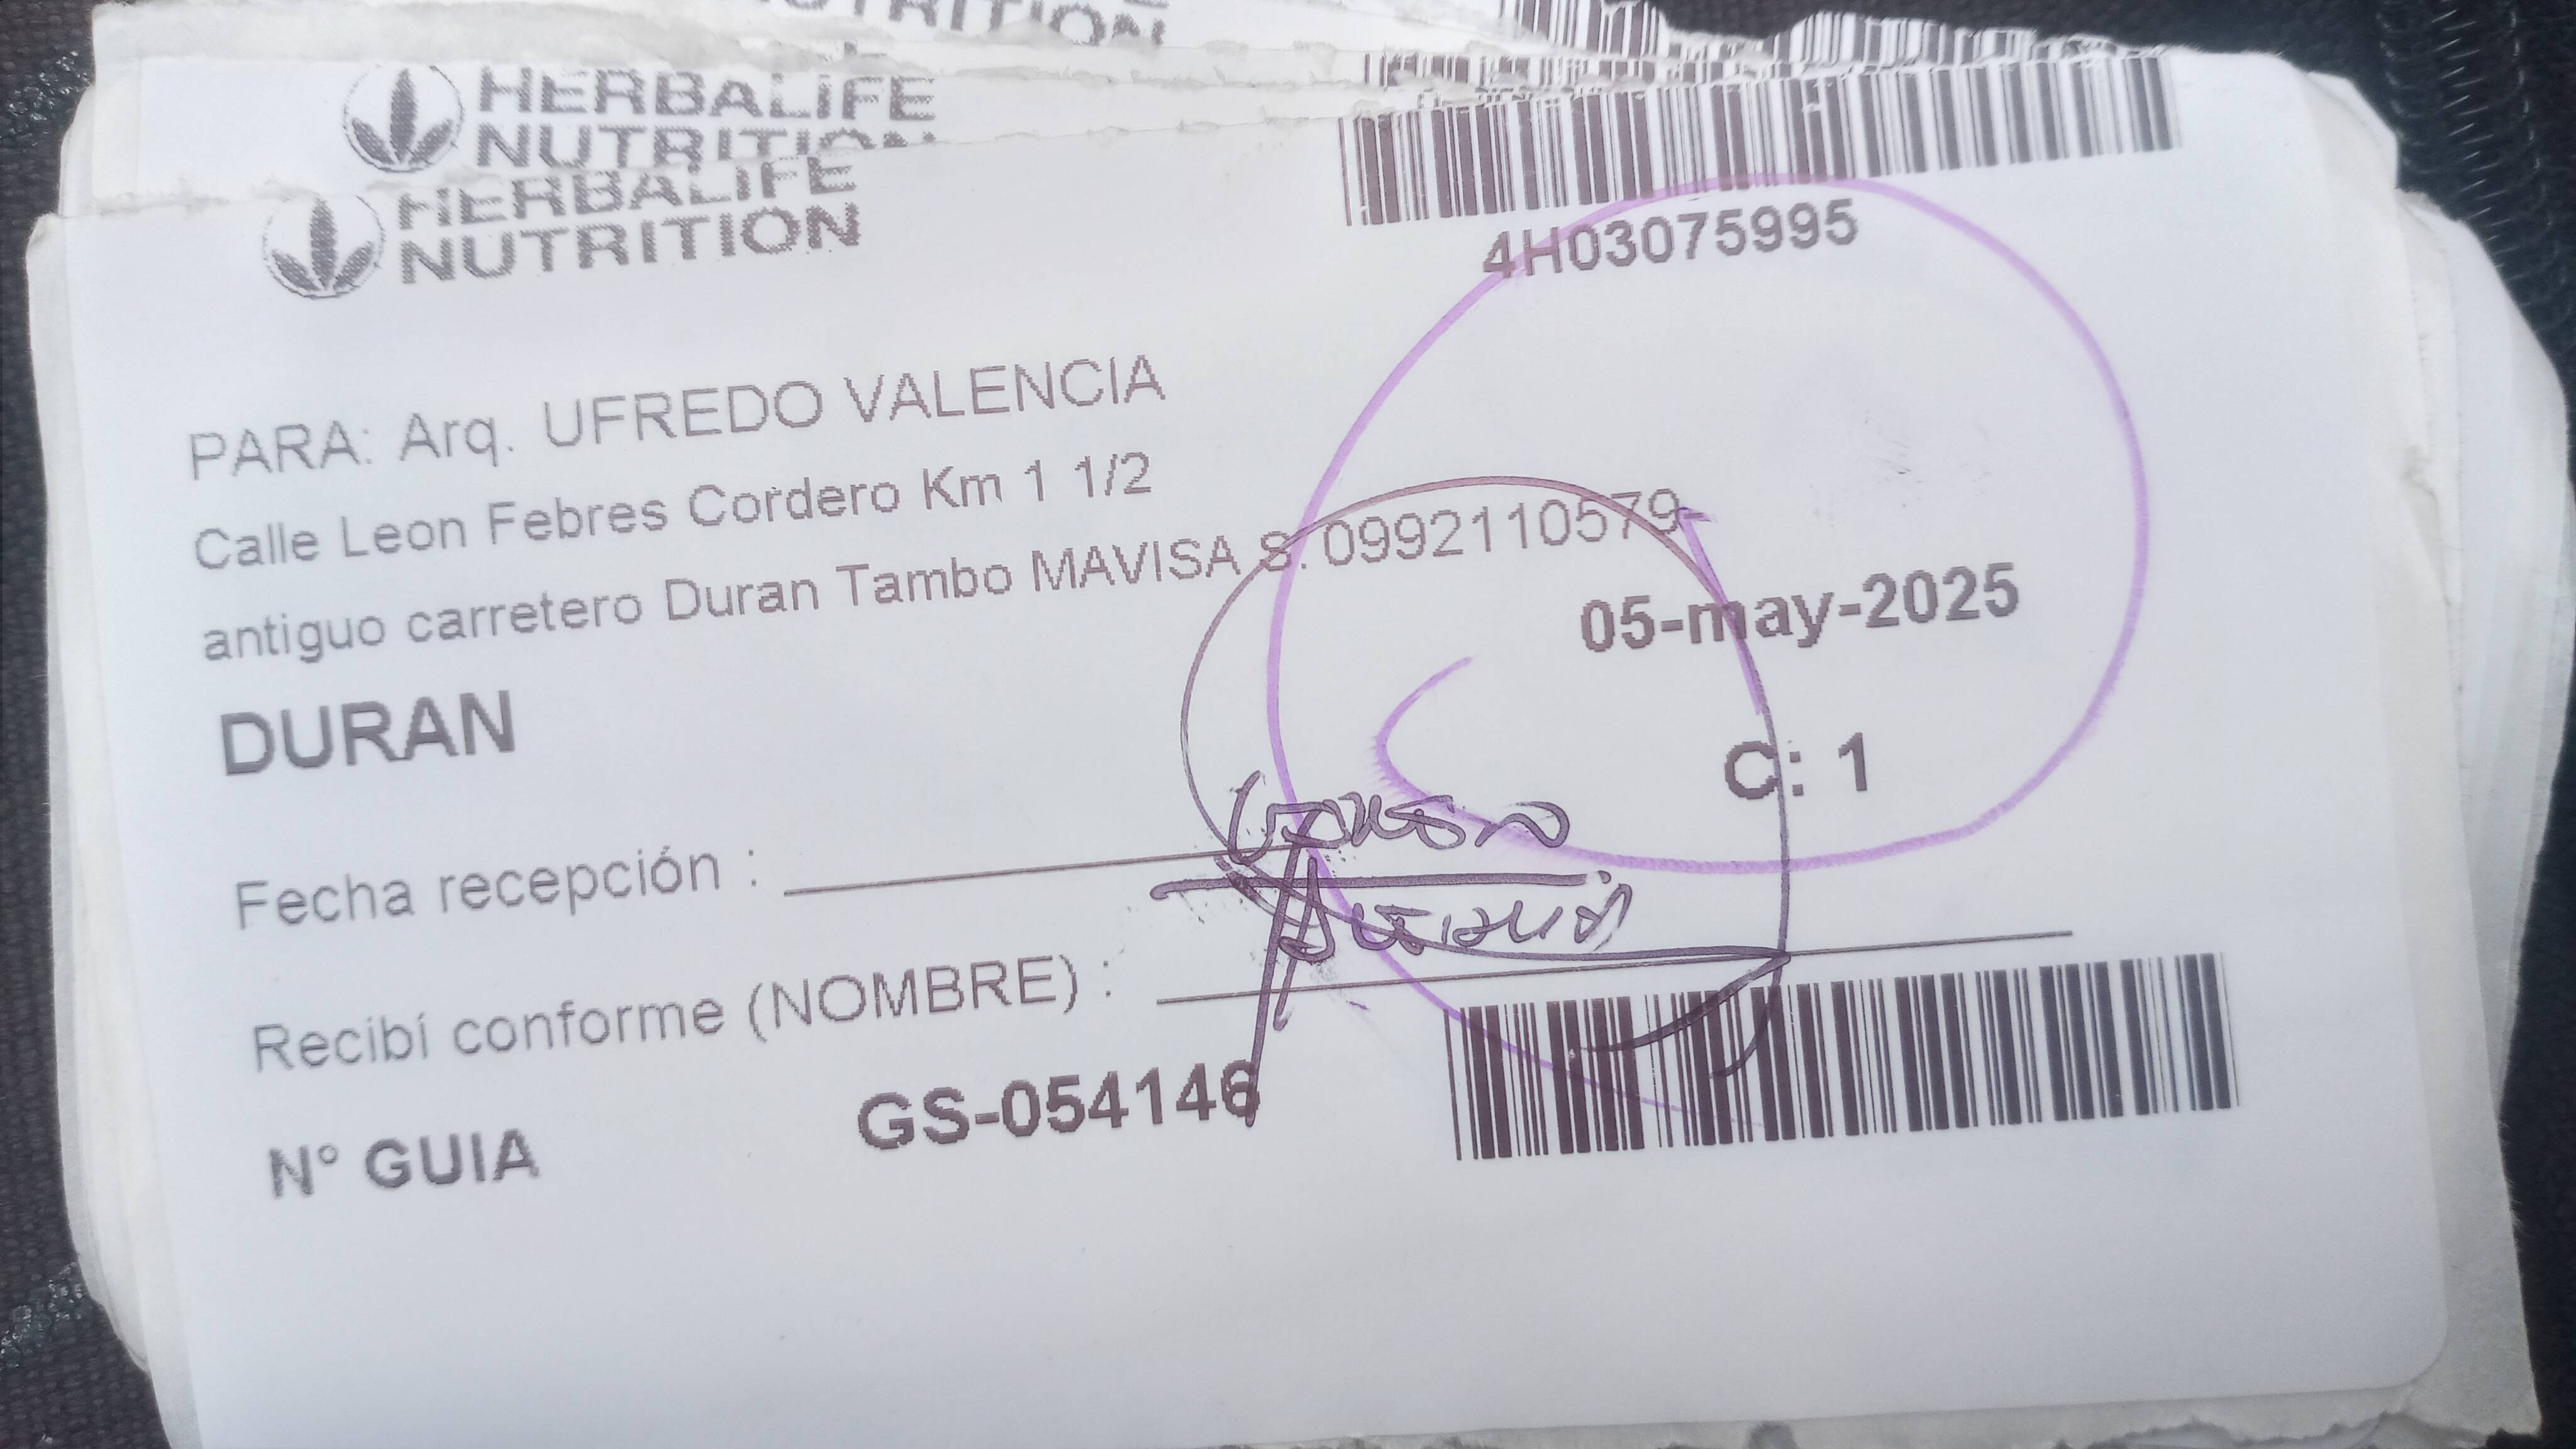 NUTRITION
HERBALIFE
NUTRITION
HERBALIFE
NUTRITION
4H03075995
PARA: Arq. UFREDO VALENCIA
Calle Leon Febres Cordero Km 1 1/2
antiguo carretero Duran Tambo MAVISA S. 0992110579-
05-may-2025
DURAN
C: 1
Fecha recepción :
Recibí conforme (NOMBRE) :
N° GUIA GS-054146